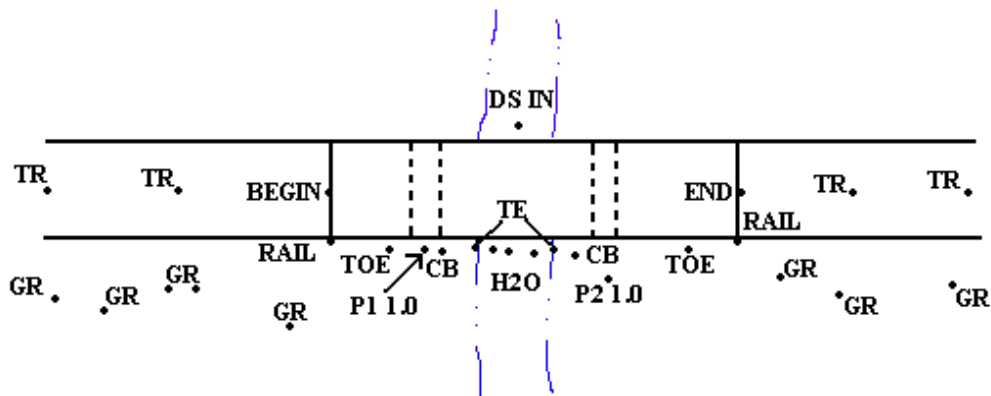 DS IN
TR TR BEGIN END TR TR
TE
RAIL RAIL
TOE CB CB TOE
GR GR GR GR H2O GR GR GR
P1 1.0 P2 1.0